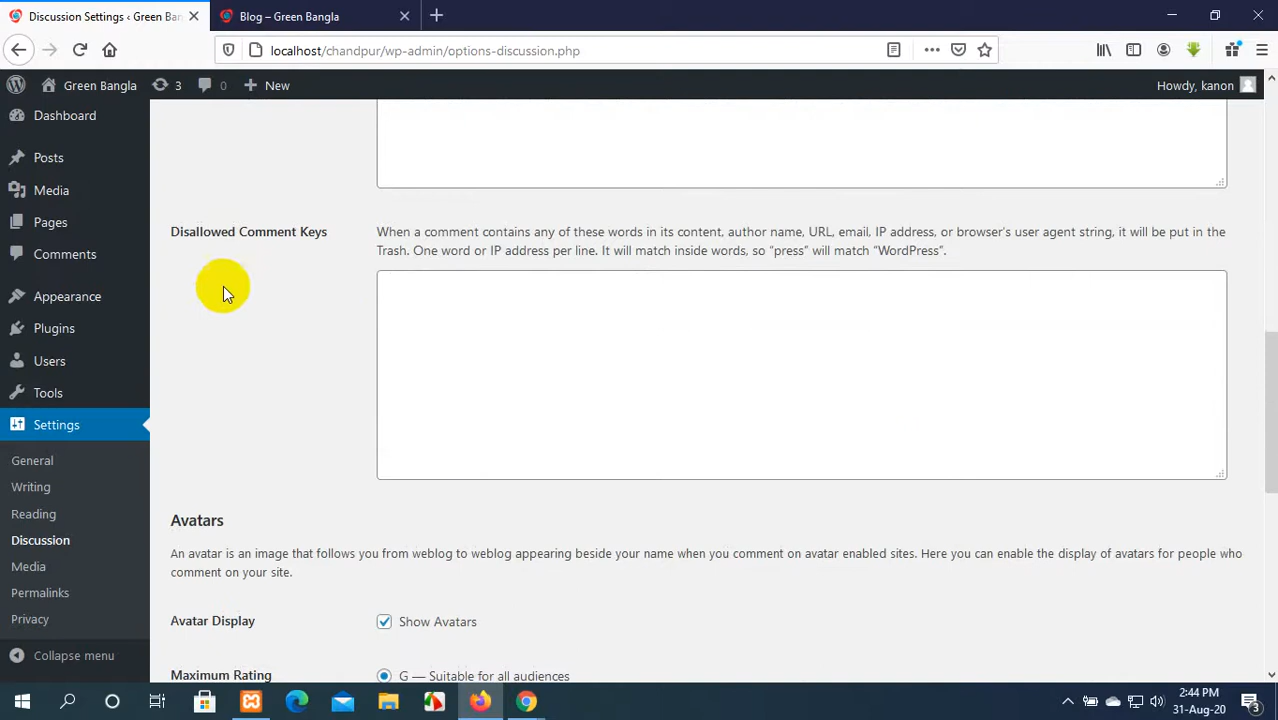 Discussion Settings ‹ Green Ban
Blog – Green Bangla
localhost/chandpur/wp-admin/options-discussion.php
Green Bangla
3
0
New
Howdy, kanon
Dashboard
Posts
Media
Pages
Comments
Appearance
Plugins
Users
Tools
Settings
General
Writing
Reading
Discussion
Media
Permalinks
Privacy
Collapse menu
Disallowed Comment Keys
When a comment contains any of these words in its content, author name, URL, email, IP address, or browser's user agent string, it will be put in the
Trash. One word or IP address per line. It will match inside words, so “press” will match “WordPress”.
Avatars
An avatar is an image that follows you from weblog to weblog appearing beside your name when you comment on avatar enabled sites. Here you can enable the display of avatars for people who
comment on your site.
Avatar Display
Show Avatars
Maximum Rating
G — Suitable for all audiences
2:44 PM
31-Aug-20
3